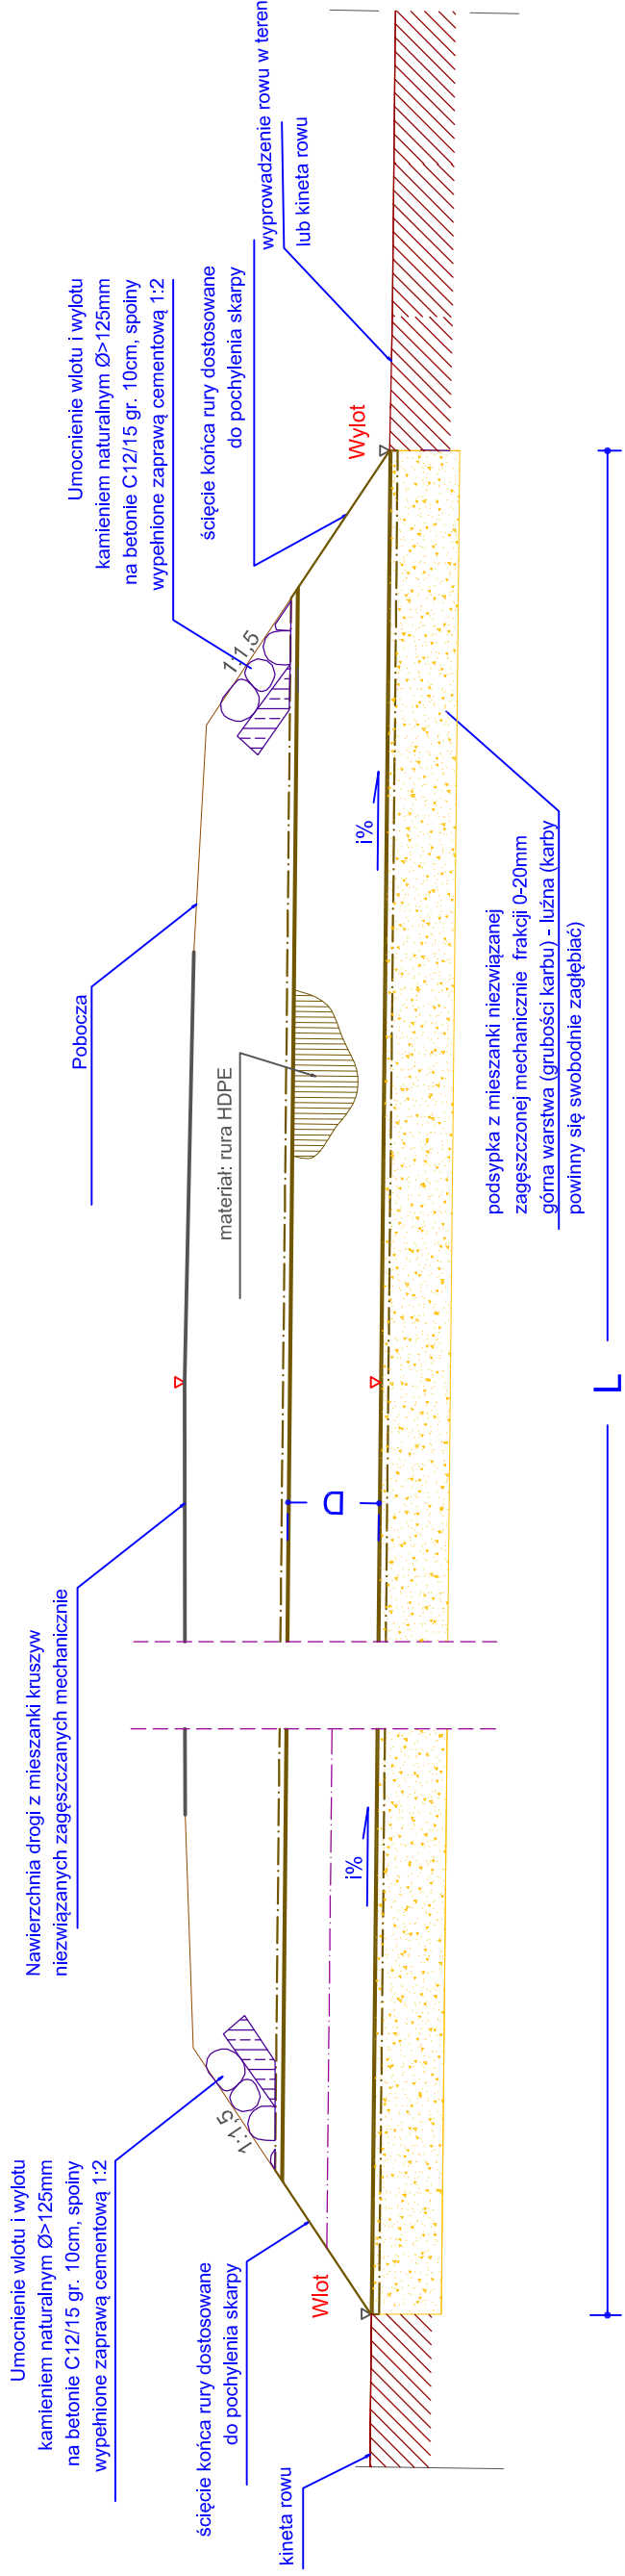 Umocnienie wlotu i wylotu
kamieniem naturalnym Ø>125mm
na betonie C12/15 gr. 10cm, spoiny
wypełnione zaprawą cementową 1:2
ścięcie końca rury dostosowane
do pochylenia skarpy
kineta rowu
Wlot
1:1,5
Nawierzchnia drogi z mieszanki kruszyw
niezwiązanych zagęszczanych mechanicznie
i%
D
L
Pobocza
materiał: rura HDPE
i%
podsypka z mieszanki niezwiązanej
zagęszczonej mechanicznie frakcji 0-20mm
górna warstwa (grubości karbu) - luźna (karby
powinny się swobodnie zagłębiać)
Umocnienie wlotu i wylotu
kamieniem naturalnym Ø>125mm
na betonie C12/15 gr. 10cm, spoiny
wypełnione zaprawą cementową 1:2
1:1,5
ścięcie końca rury dostosowane
do pochylenia skarpy
Wylot
wyprowadzenie rowu w teren
lub kineta rowu